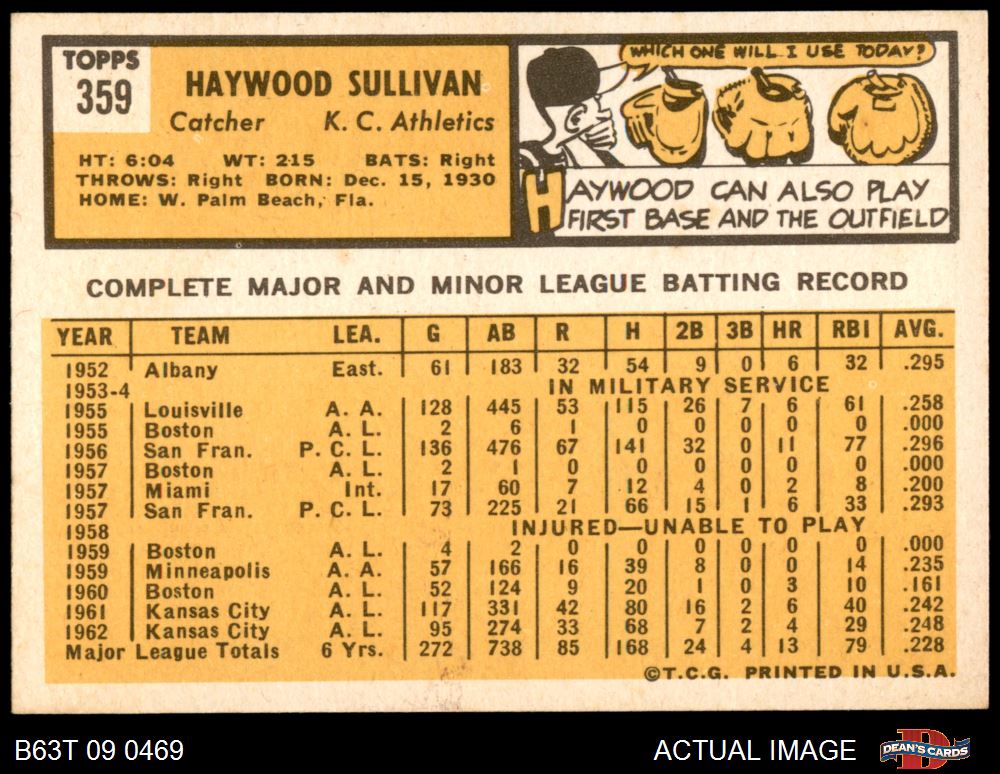 TOPPS
359
HAYWOOD SULLIVAN
Catcher K. C. Athletics
HT: 6:04 WT: 215 BATS: Right
THROWS: Right BORN: Dec. 15, 1930
HOME: W. Palm Beach, Fla.
WHICH ONE WILL I USE TODAY?
HAYWOOD CAN ALSO PLAY
FIRST BASE AND THE OUTFIELD
COMPLETE MAJOR AND MINOR LEAGUE BATTING RECORD
YEAR TEAM LEA. G AB R H 2B 3B HR RBI AVG.
1952 Albany East. 61 183 32 54 9 0 6 32 .295
1953-4 IN MILITARY SERVICE
1955 Louisville A. A. 128 445 53 115 26 7 6 61 .258
1955 Boston A. L. 2 6 1 0 0 0 0 0 .000
1956 San Fran. P. C. L. 136 476 67 141 32 0 11 77 .296
1957 Boston A. L. 2 1 0 0 0 0 0 0 .000
1957 Miami Int. 17 60 7 12 4 0 2 8 .200
1957 San Fran. P. C. L. 73 225 21 66 15 1 6 33 .293
1958 INJURED—UNABLE TO PLAY
1959 Boston A. L. 4 2 0 0 0 0 0 0 .000
1959 Minneapolis A. A. 57 166 16 39 8 0 0 14 .235
1960 Boston A. L. 52 124 9 20 1 0 3 10 .161
1961 Kansas City A. L. 117 331 42 80 16 2 6 40 .242
1962 Kansas City A. L. 95 274 33 68 7 2 4 29 .248
Major League Totals 6 Yrs. 272 738 85 168 24 4 13 79 .228
©T.C.G. PRINTED IN U.S.A.
B63T 09 0469 ACTUAL IMAGE DEAN'S CARDS